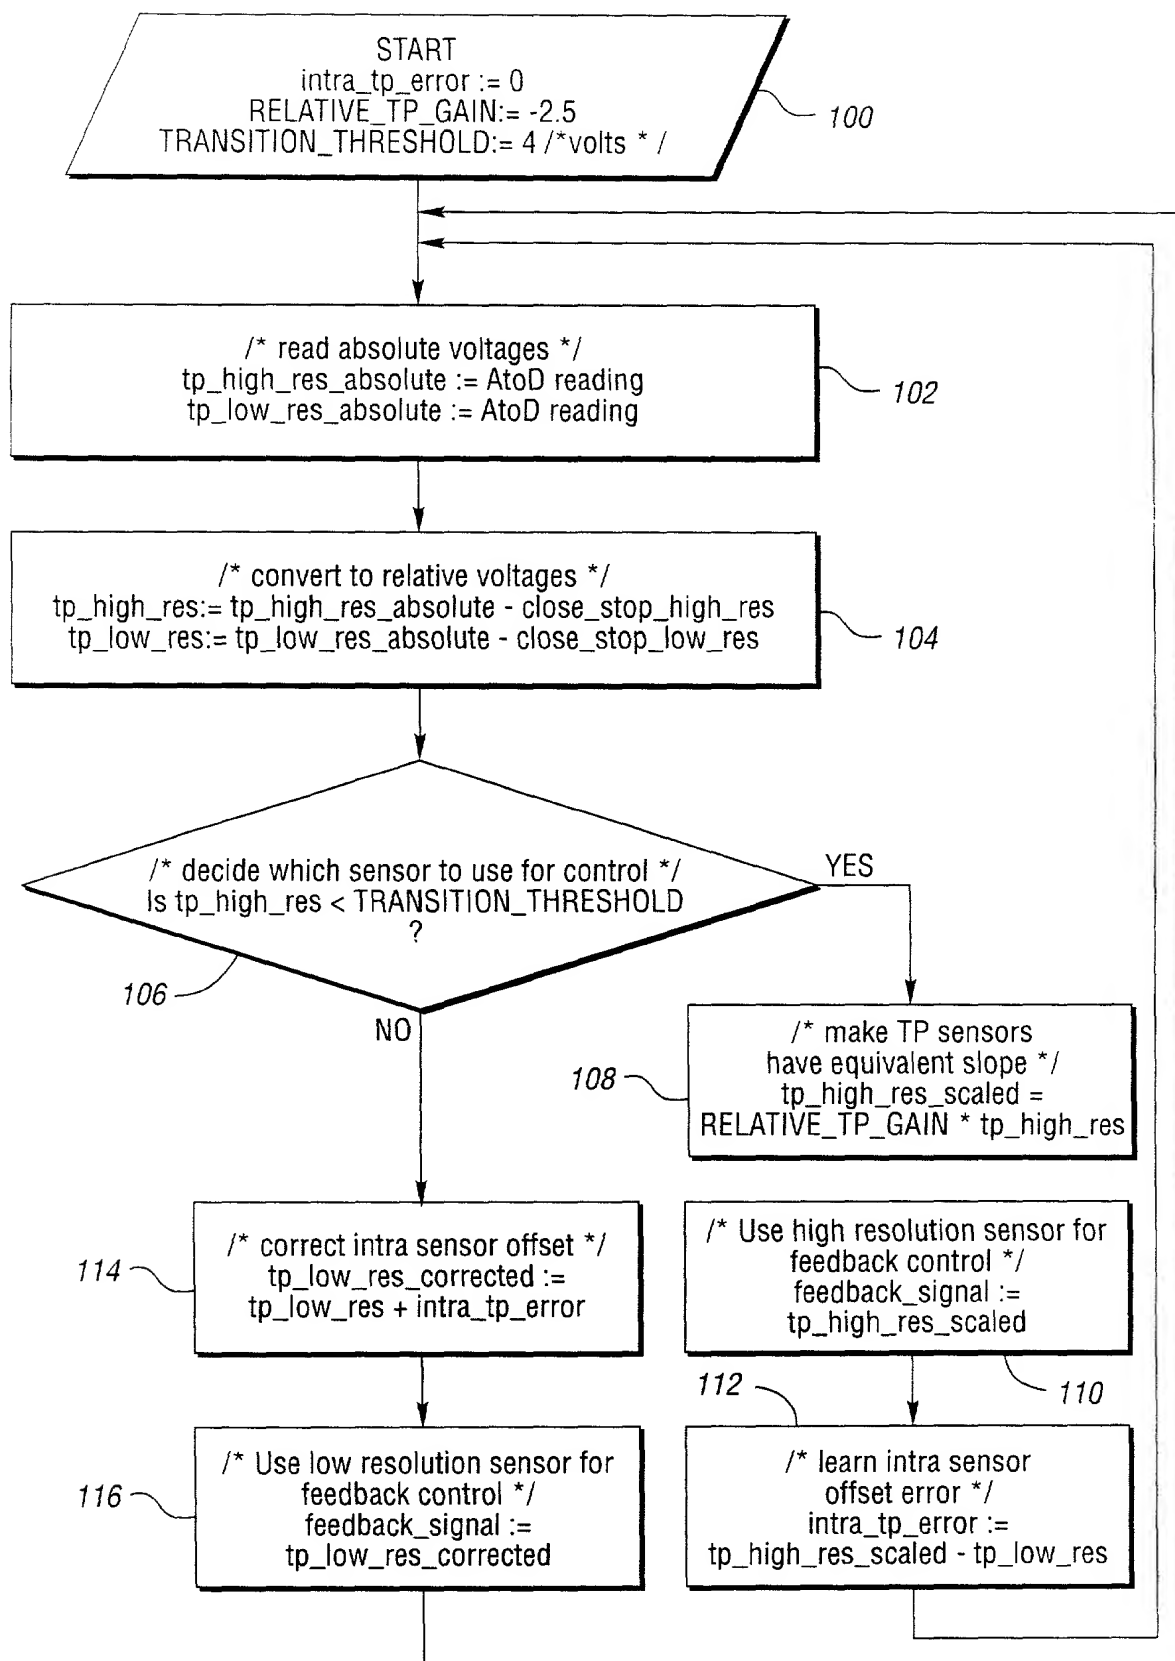 START
intra_tp_error := 0
RELATIVE_TP_GAIN:= -2.5
TRANSITION_THRESHOLD:= 4 /*volts * /
100
/* read absolute voltages */
tp_high_res_absolute := AtoD reading
tp_low_res_absolute := AtoD reading
102
/* convert to relative voltages */
tp_high_res:= tp_high_res_absolute - close_stop_high_res
tp_low_res:= tp_low_res_absolute - close_stop_low_res
104
/* decide which sensor to use for control */
Is tp_high_res < TRANSITION_THRESHOLD
?
106
YES
NO
/* make TP sensors
have equivalent slope */
tp_high_res_scaled =
RELATIVE_TP_GAIN * tp_high_res
108
/* correct intra sensor offset */
tp_low_res_corrected :=
tp_low_res + intra_tp_error
114
/* Use high resolution sensor for
feedback control */
feedback_signal :=
tp_high_res_scaled
110
112
/* Use low resolution sensor for
feedback control */
feedback_signal :=
tp_low_res_corrected
116
/* learn intra sensor
offset error */
intra_tp_error :=
tp_high_res_scaled - tp_low_res